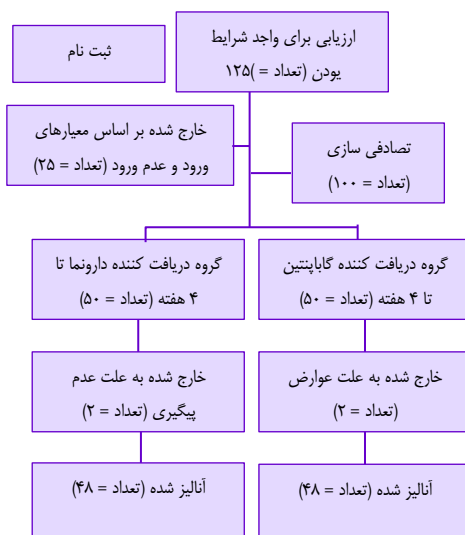 ارزیابی برای واجد شرایط
یودن (تعداد = )۱۲۵
ثبت نام
خارج شده بر اساس معیارهای
ورود و عدم ورود (تعداد = ۲۵)
تصادفی سازی
(تعداد = ۱۰۰)
گروه دریافت کننده گاباپنتین
تا ۴ هفته (تعداد = ۵۰)
گروه دریافت کننده دارونما تا
۴ هفته (تعداد = ۵۰)
خارج شده به علت عوارض
(تعداد = ۲)
خارج شده به علت عدم
پیگیری (تعداد = ۲)
آنالیز شده (تعداد = ۴۸)
آنالیز شده (تعداد = ۴۸)